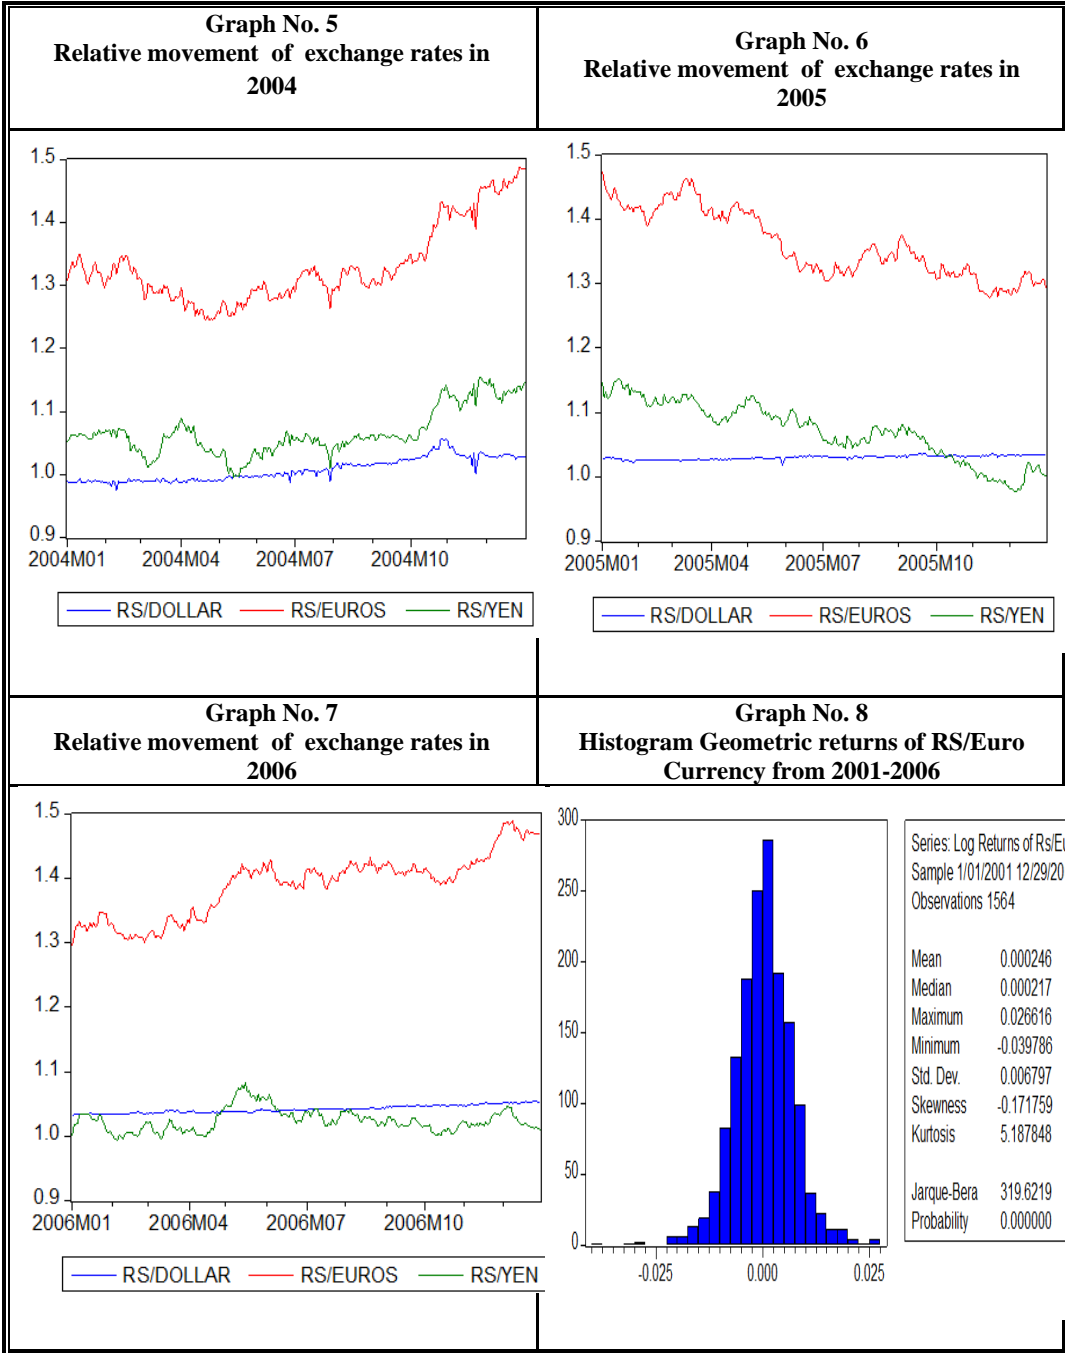 Graph No. 5
Relative movement of exchange rates in
2004
Graph No. 6
Relative movement of exchange rates in
2005
1.5
1.4
1.3
1.2
1.1
1.0
0.9
2004M01 2004M04 2004M07 2004M10
RS/DOLLAR RS/EUROS RS/YEN
1.5
1.4
1.3
1.2
1.1
1.0
0.9
2005M01 2005M04 2005M07 2005M10
RS/DOLLAR RS/EUROS RS/YEN
Graph No. 7
Relative movement of exchange rates in
2006
Graph No. 8
Histogram Geometric returns of RS/Euro
Currency from 2001-2006
1.5
1.4
1.3
1.2
1.1
1.0
0.9
2006M01 2006M04 2006M07 2006M10
RS/DOLLAR RS/EUROS RS/YEN
300
250
200
150
100
50
0
-0.025 0.000 0.025
Series: Log Returns of Rs/Eu
Sample 1/01/2001 12/29/20
Observations 1564
Mean 0.000246
Median 0.000217
Maximum 0.026616
Minimum -0.039786
Std. Dev. 0.006797
Skewness -0.171759
Kurtosis 5.187848
Jarque-Bera 319.6219
Probability 0.000000